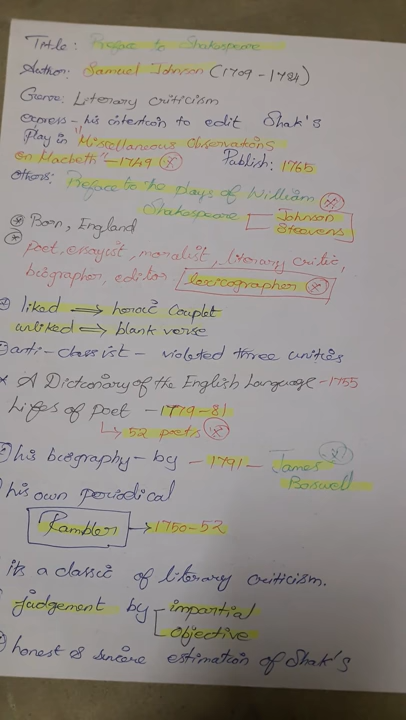 Title: Preface to Shakespeare
Author: Samuel Johnson (1709-1784)
Genre: Literary criticism
express - his intention to edit Shak's
play in "Miscellaneous Observations
on Macbeth" - 1749 Publish: 1765
Others: Preface to the plays of William
Shakespeare Johnson
Steevens
Born, England
poet, essayist, moralist, literary critic,
biographer, editor lexicographer
liked ⟹ heroic Couplet
unliked ⟹ blank verse
anti-classist - violated three unities
A Dictionary of the English Language - 1755
Lifes of poet - 1779-81
↳ 52 poets
his biography - by - 1791 - James
Boswell
his own periodical
Rambler → 1750-52
its a classic of literary criticism.
judgement by impartial
objective
honest & sincere estimation of Shak's